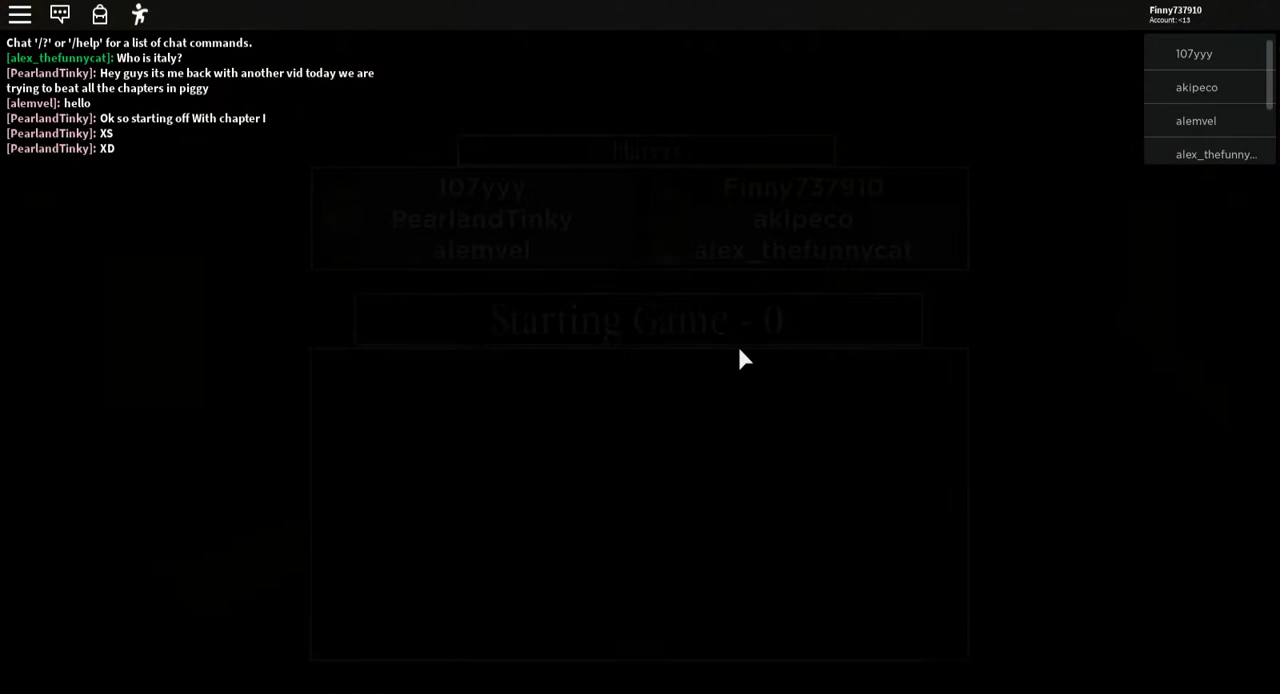 Finny737910
Account: <13
Chat '/?' or '/help' for a list of chat commands.
[alex_thefunnycat]: Who is italy?
[PearlandTinky]: Hey guys its me back with another vid today we are
trying to beat all the chapters in piggy
[alemvel]: hello
[PearlandTinky]: Ok so starting off With chapter I
[PearlandTinky]: XS
[PearlandTinky]: XD
107yyy
akipeco
alemvel
alex_thefunny...
Players
107yyy
PearlandTinky
alemvel
Finny737910
akipeco
alex_thefunnycat
Starting Game - 0